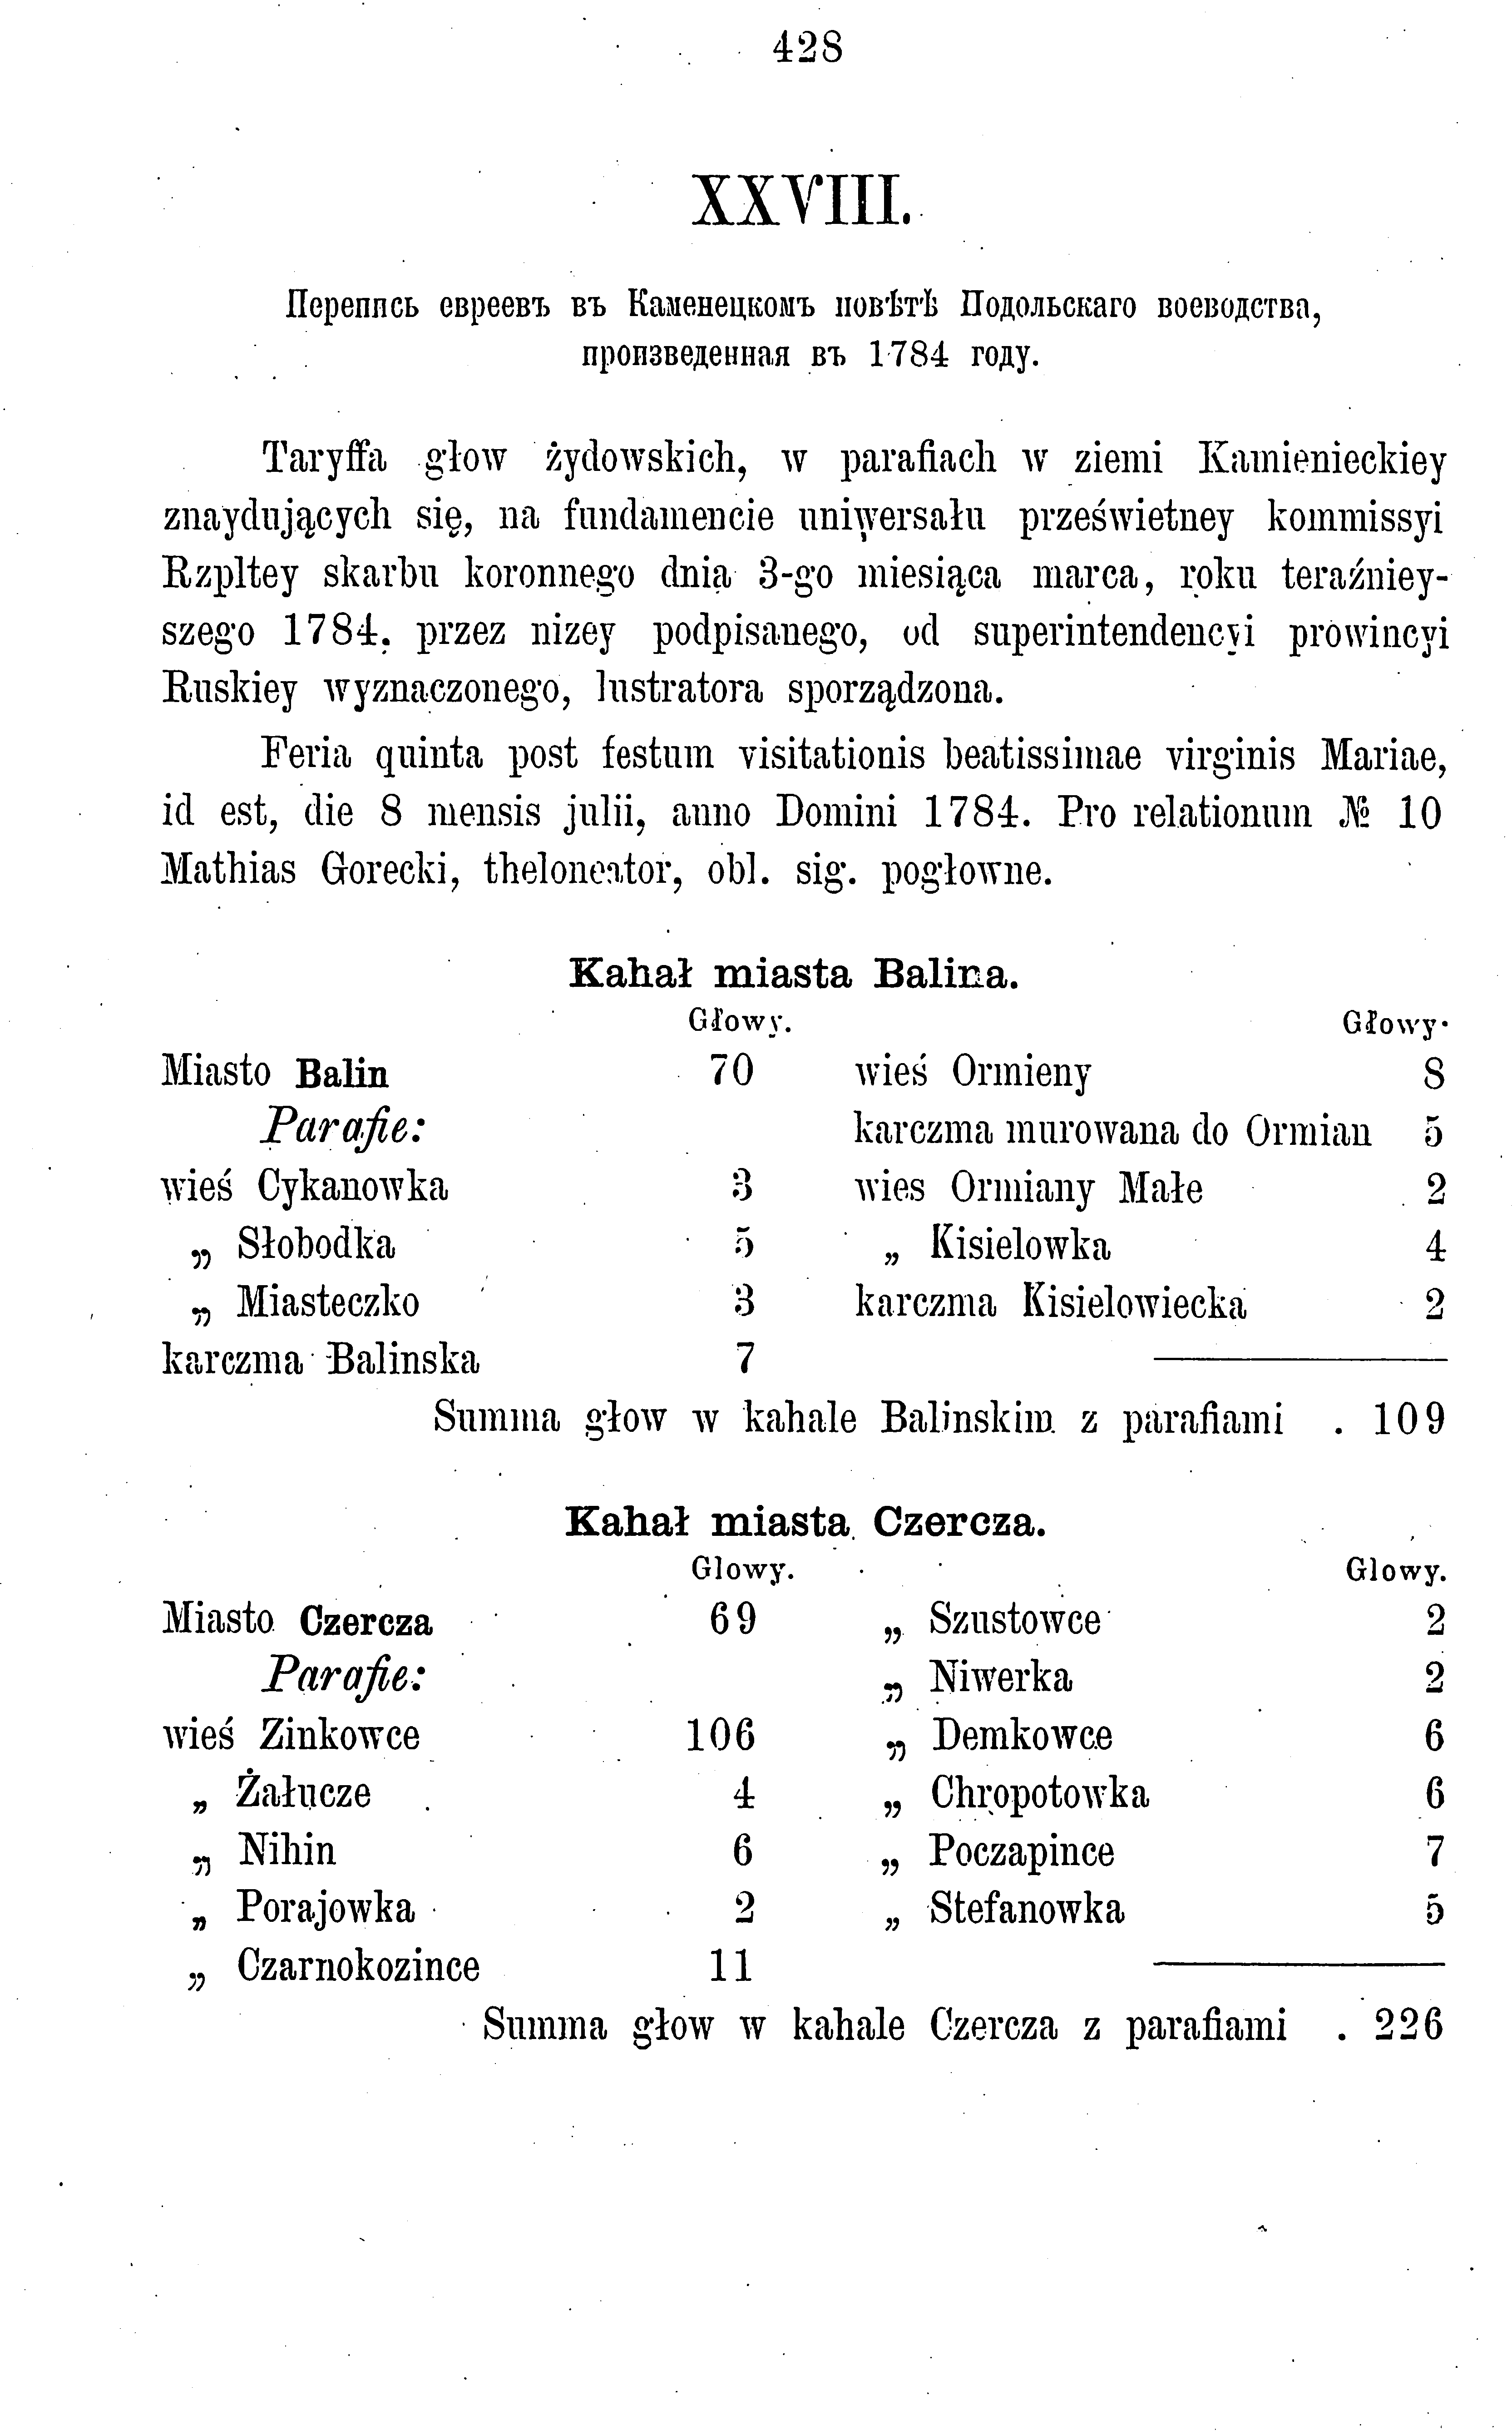 428
XXVIII.
Перепись евреевъ въ Каменецкомъ повѣтѣ Подольскаго воеводства,
произведенная въ 1784 году.
Taryffa głow żydowskich, w parafiach w ziemi Kamienieckiey
znaydujących się, na fundamencie uniwersału prześwietney kommissyi
Rzpltey skarbu koronnego dnia 3-go miesiąca marca, roku teraźniey-
szego 1784. przez nizey podpisanego, od superintendencyi prowincyi
Ruskiey wyznaczonego, lustratora sporządzona.
Feria quinta post festum visitationis beatissimae virginis Mariae,
id est, die 8 mensis julii, anno Domini 1784. Pro relationum № 10
Mathias Gorecki, theloneator, obl. sig. pogłowne.
Kahał miasta Balina.
Głowy. Głowy.
Miasto Balin 70 wieś Ormieny 8
Parafie: karczma murowana do Ormian 5
wieś Cykanowka 3 wies Ormiany Małe 2
„ Słobodka 5 „ Kisielowka 4
„ Miasteczko 3 karczma Kisielowiecka 2
karczma Balinska 7
Summa głow w kahale Balinskim z parafiami . 109
Kahał miasta Czercza.
Glowy. Glowy.
Miasto Czercza 69 „ Szustowce 2
Parafie: „ Niwerka 2
wieś Zinkowce 106 „ Demkowce 6
„ Żałucze 4 „ Chropotowka 6
„ Nihin 6 „ Poczapince 7
„ Porajowka 2 „ Stefanowka 5
„ Czarnokozince 11
Summa głow w kahale Czercza z parafiami . 226